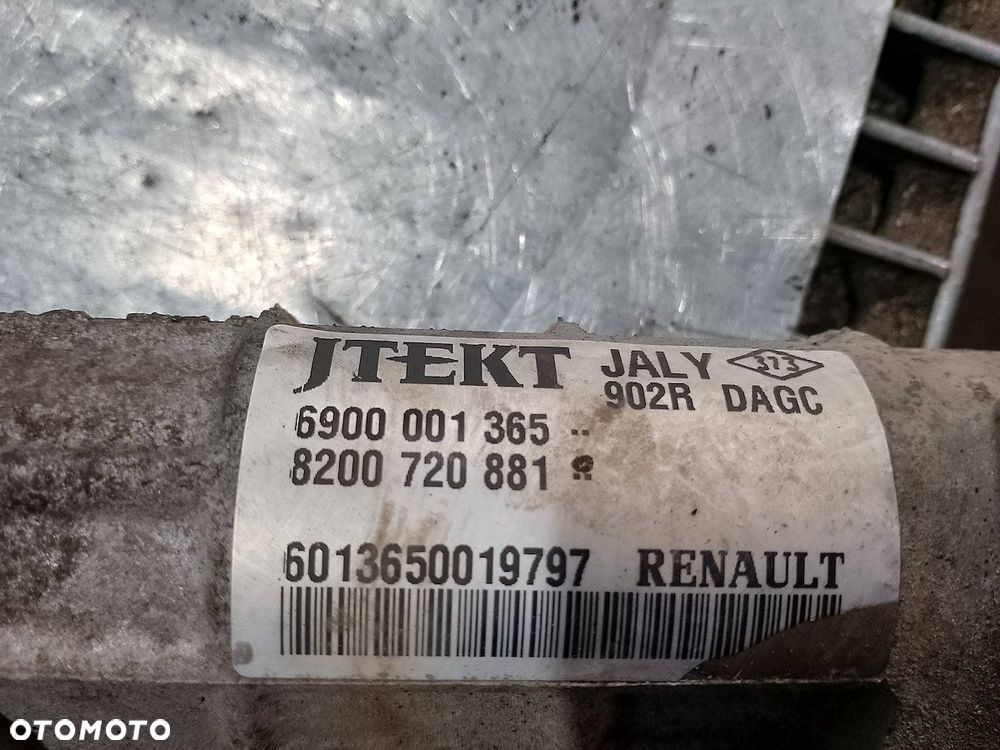 JTEKT JALY 373
902R DAGC
6900 001 365 --
8200 720 881 --
6013650019797 RENAULT
OTOMOTO